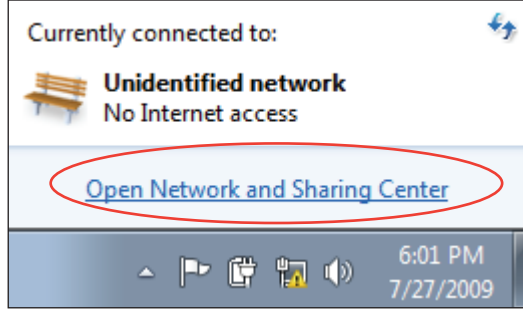 Currently connected to:
Unidentified network
No Internet access
Open Network and Sharing Center
6:01 PM
7/27/2009